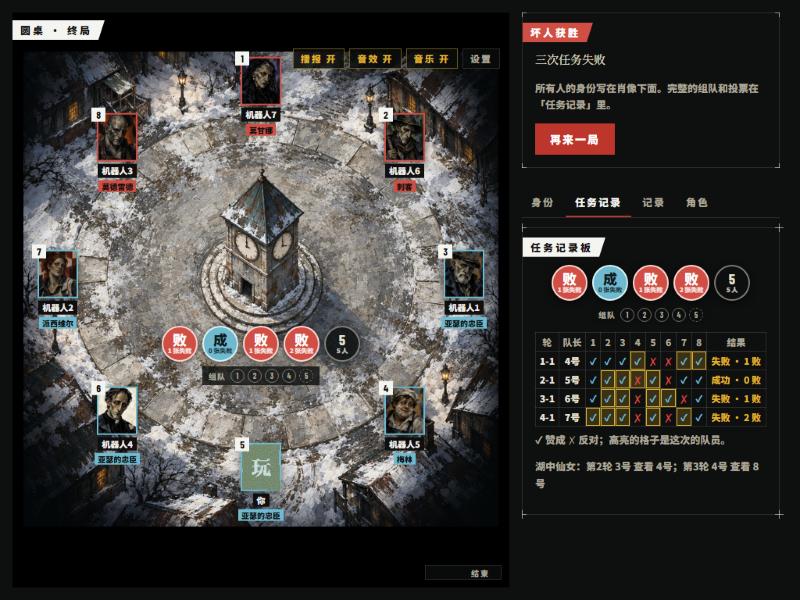 圆桌 · 终局
播报 开
音效 开
音乐 开
设置
1
机器人7
莫甘娜
8
机器人3
莫德雷德
2
机器人6
刺客
7
机器人2
派西维尔
3
机器人1
亚瑟的忠臣
败 1 张失败
成 0 张失败
败 1 张失败
败 2 张失败
5 5人
组队 1 2 3 4 5
6
机器人4
亚瑟的忠臣
4
机器人5
梅林
5
玩
你
亚瑟的忠臣
结束
坏人获胜
三次任务失败
所有人的身份写在肖像下面。完整的组队和投票在
「任务记录」里。
再来一局
身份 任务记录 记录 角色
任务记录板
败 1 张失败
成 0 张失败
败 1 张失败
败 2 张失败
5 5人
组队 1 2 3 4 5
轮 队长 1 2 3 4 5 6 7 8 结果
1-1 4号 ✓ ✓ ✓ ✓ ✗ ✗ ✓ ✓ 失败 · 1 败
2-1 5号 ✓ ✓ ✓ ✗ ✓ ✗ ✓ ✓ 成功 · 0 败
3-1 6号 ✓ ✓ ✓ ✗ ✓ ✓ ✗ ✓ 失败 · 1 败
4-1 7号 ✓ ✓ ✓ ✗ ✓ ✗ ✓ ✓ 失败 · 2 败
✓ 赞成 ✗ 反对；高亮的格子是这次的队员。
湖中仙女：第2轮 3号 查看 4号；第3轮 4号 查看 8
号